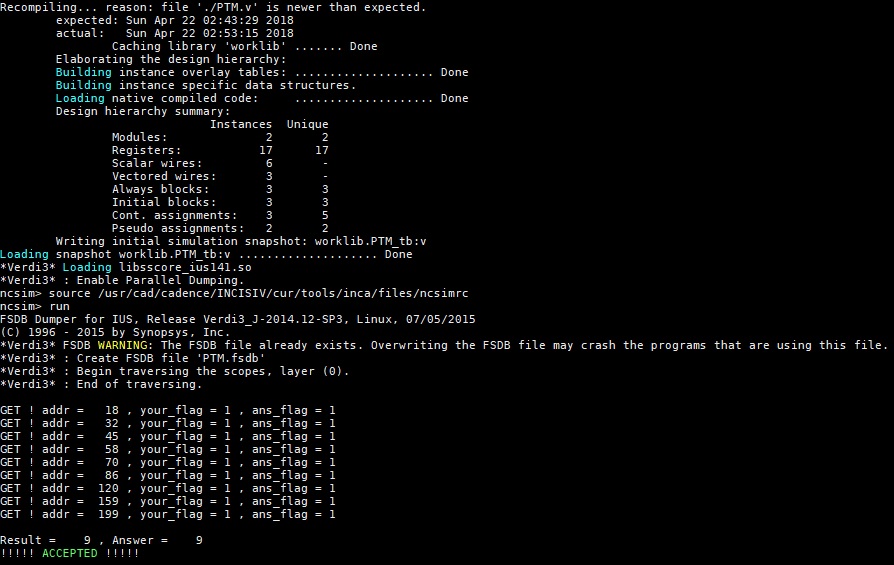 Recompiling... reason: file './PTM.v' is newer than expected.
        expected: Sun Apr 22 02:43:29 2018
        actual:   Sun Apr 22 02:53:15 2018
                Caching library 'worklib' ....... Done
        Elaborating the design hierarchy:
        Building instance overlay tables: .................... Done
        Building instance specific data structures.
        Loading native compiled code:     .................... Done
        Design hierarchy summary:
                              Instances  Unique
                Modules:              2       2
                Registers:           17      17
                Scalar wires:         6       -
                Vectored wires:       3       -
                Always blocks:        3       3
                Initial blocks:       3       3
                Cont. assignments:    3       5
                Pseudo assignments:   2       2
        Writing initial simulation snapshot: worklib.PTM_tb:v
Loading snapshot worklib.PTM_tb:v .................... Done
*Verdi3* Loading libsscore_ius141.so
*Verdi3* : Enable Parallel Dumping.
ncsim> source /usr/cad/cadence/INCISIV/cur/tools/inca/files/ncsimrc
ncsim> run
FSDB Dumper for IUS, Release Verdi3_J-2014.12-SP3, Linux, 07/05/2015
(C) 1996 - 2015 by Synopsys, Inc.
*Verdi3* FSDB WARNING: The FSDB file already exists. Overwriting the FSDB file may crash the programs that are using this file.
*Verdi3* : Create FSDB file 'PTM.fsdb'
*Verdi3* : Begin traversing the scopes, layer (0).
*Verdi3* : End of traversing.

GET ! addr =   18 , your_flag = 1 , ans_flag = 1
GET ! addr =   32 , your_flag = 1 , ans_flag = 1
GET ! addr =   45 , your_flag = 1 , ans_flag = 1
GET ! addr =   58 , your_flag = 1 , ans_flag = 1
GET ! addr =   70 , your_flag = 1 , ans_flag = 1
GET ! addr =   86 , your_flag = 1 , ans_flag = 1
GET ! addr =  120 , your_flag = 1 , ans_flag = 1
GET ! addr =  159 , your_flag = 1 , ans_flag = 1
GET ! addr =  199 , your_flag = 1 , ans_flag = 1

Result =    9 , Answer =    9
!!!!! ACCEPTED !!!!!